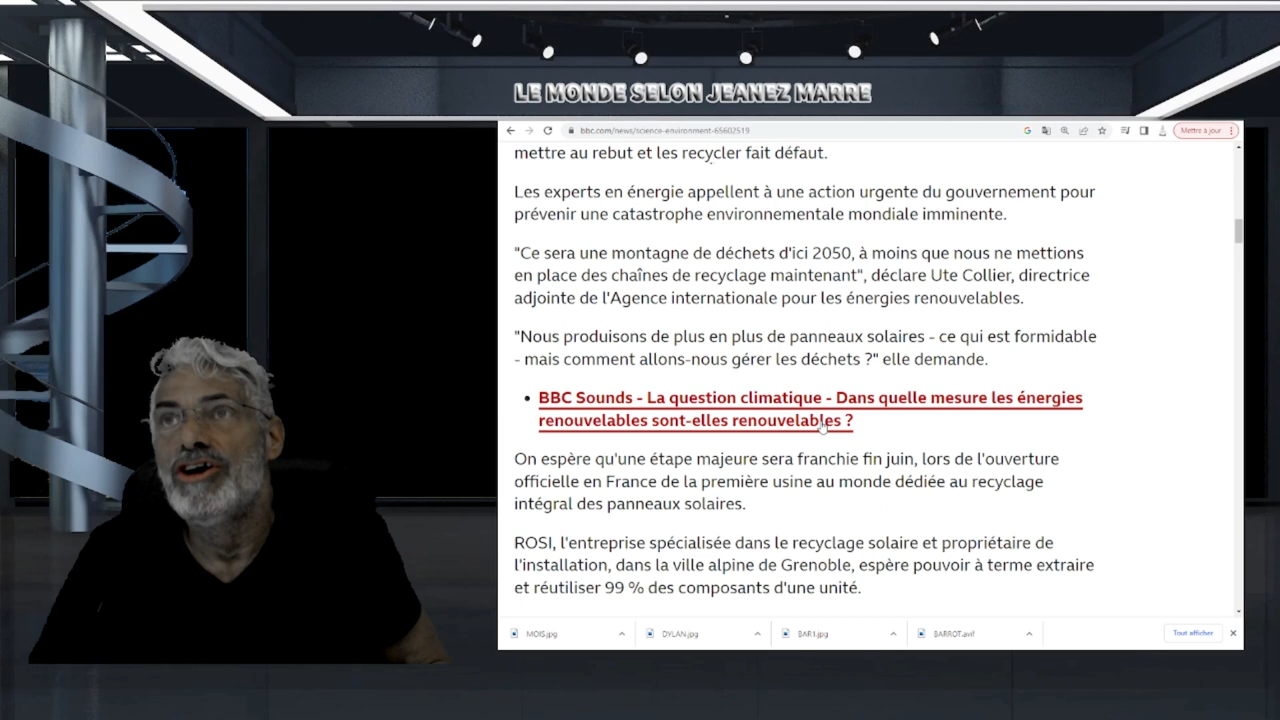 LE MONDE SELON JEANEZ MARRE
bbc.com/news/science-environment-65602519
Mettre à jour
mettre au rebut et les recycler fait défaut.
Les experts en énergie appellent à une action urgente du gouvernement pour
prévenir une catastrophe environnementale mondiale imminente.
"Ce sera une montagne de déchets d'ici 2050, à moins que nous ne mettions
en place des chaînes de recyclage maintenant", déclare Ute Collier, directrice
adjointe de l'Agence internationale pour les énergies renouvelables.
"Nous produisons de plus en plus de panneaux solaires - ce qui est formidable
- mais comment allons-nous gérer les déchets ?" elle demande.
• BBC Sounds - La question climatique - Dans quelle mesure les énergies
renouvelables sont-elles renouvelables ?
On espère qu'une étape majeure sera franchie fin juin, lors de l'ouverture
officielle en France de la première usine au monde dédiée au recyclage
intégral des panneaux solaires.
ROSI, l'entreprise spécialisée dans le recyclage solaire et propriétaire de
l'installation, dans la ville alpine de Grenoble, espère pouvoir à terme extraire
et réutiliser 99 % des composants d'une unité.
MOIS.jpg DYLAN.jpg BAR1.jpg BARROT.avif Tout afficher